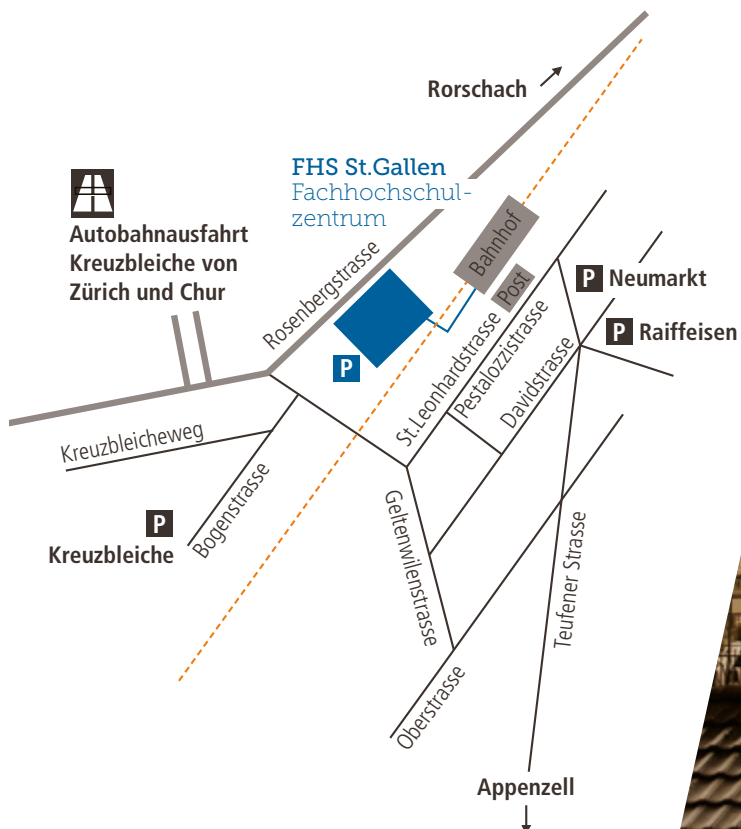 Rorschach
FHS St.Gallen
Fachhochschul-
zentrum
Autobahnausfahrt
Kreuzbleiche von
Zürich und Chur
Bahnhof
Post
P Neumarkt
P Raiffeisen
Rosenbergstrasse
P
St.Leonhardstrasse
Pestalozzistrasse
Davidstrasse
Kreuzbleicheweg
Bogenstrasse
P
Kreuzbleiche
Geltenwilenstrasse
Teufener Strasse
Oberstrasse
Appenzell